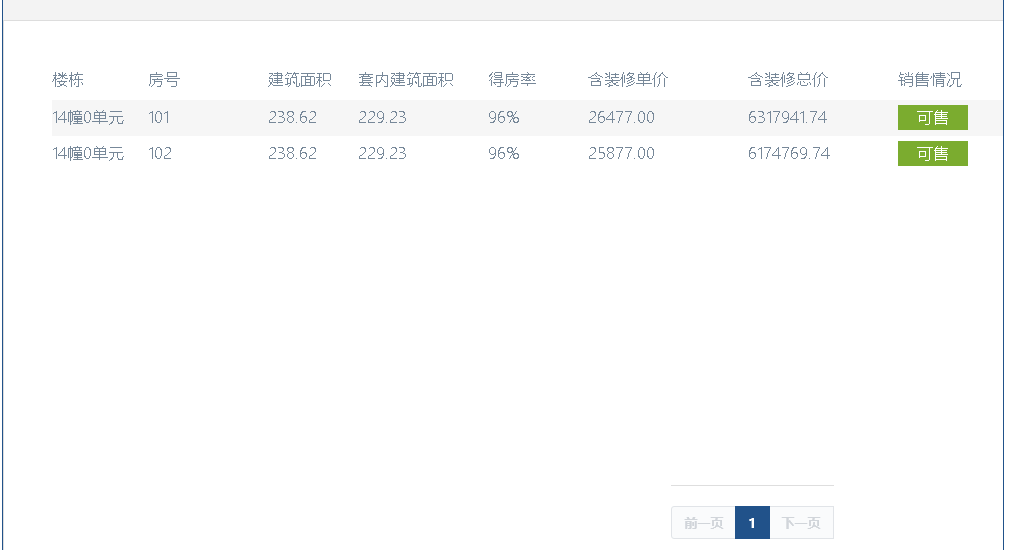 楼栋 房号 建筑面积 套内建筑面积 得房率 含装修单价 含装修总价 销售情况
14幢0单元 101 238.62 229.23 96% 26477.00 6317941.74 可售
14幢0单元 102 238.62 229.23 96% 25877.00 6174769.74 可售
前一页 1 下一页